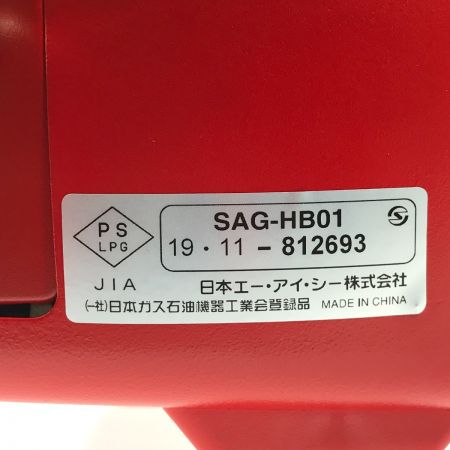 PS
LPG
JIA
SAG-HB01
19・11-812693
日本エー・アイ・シー株式会社
(一社)日本ガス石油機器工業会登録品 MADE IN CHINA